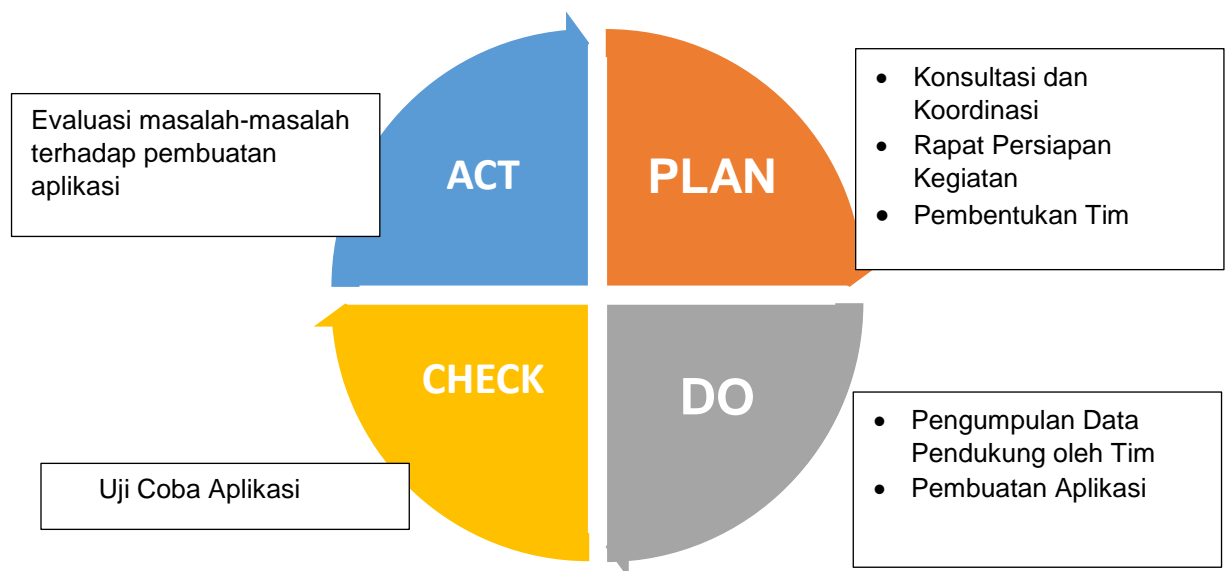 Evaluasi masalah-masalah
terhadap pembuatan
aplikasi
ACT
PLAN
• Konsultasi dan
Koordinasi
• Rapat Persiapan
Kegiatan
• Pembentukan Tim
CHECK
DO
Uji Coba Aplikasi
• Pengumpulan Data
Pendukung oleh Tim
• Pembuatan Aplikasi